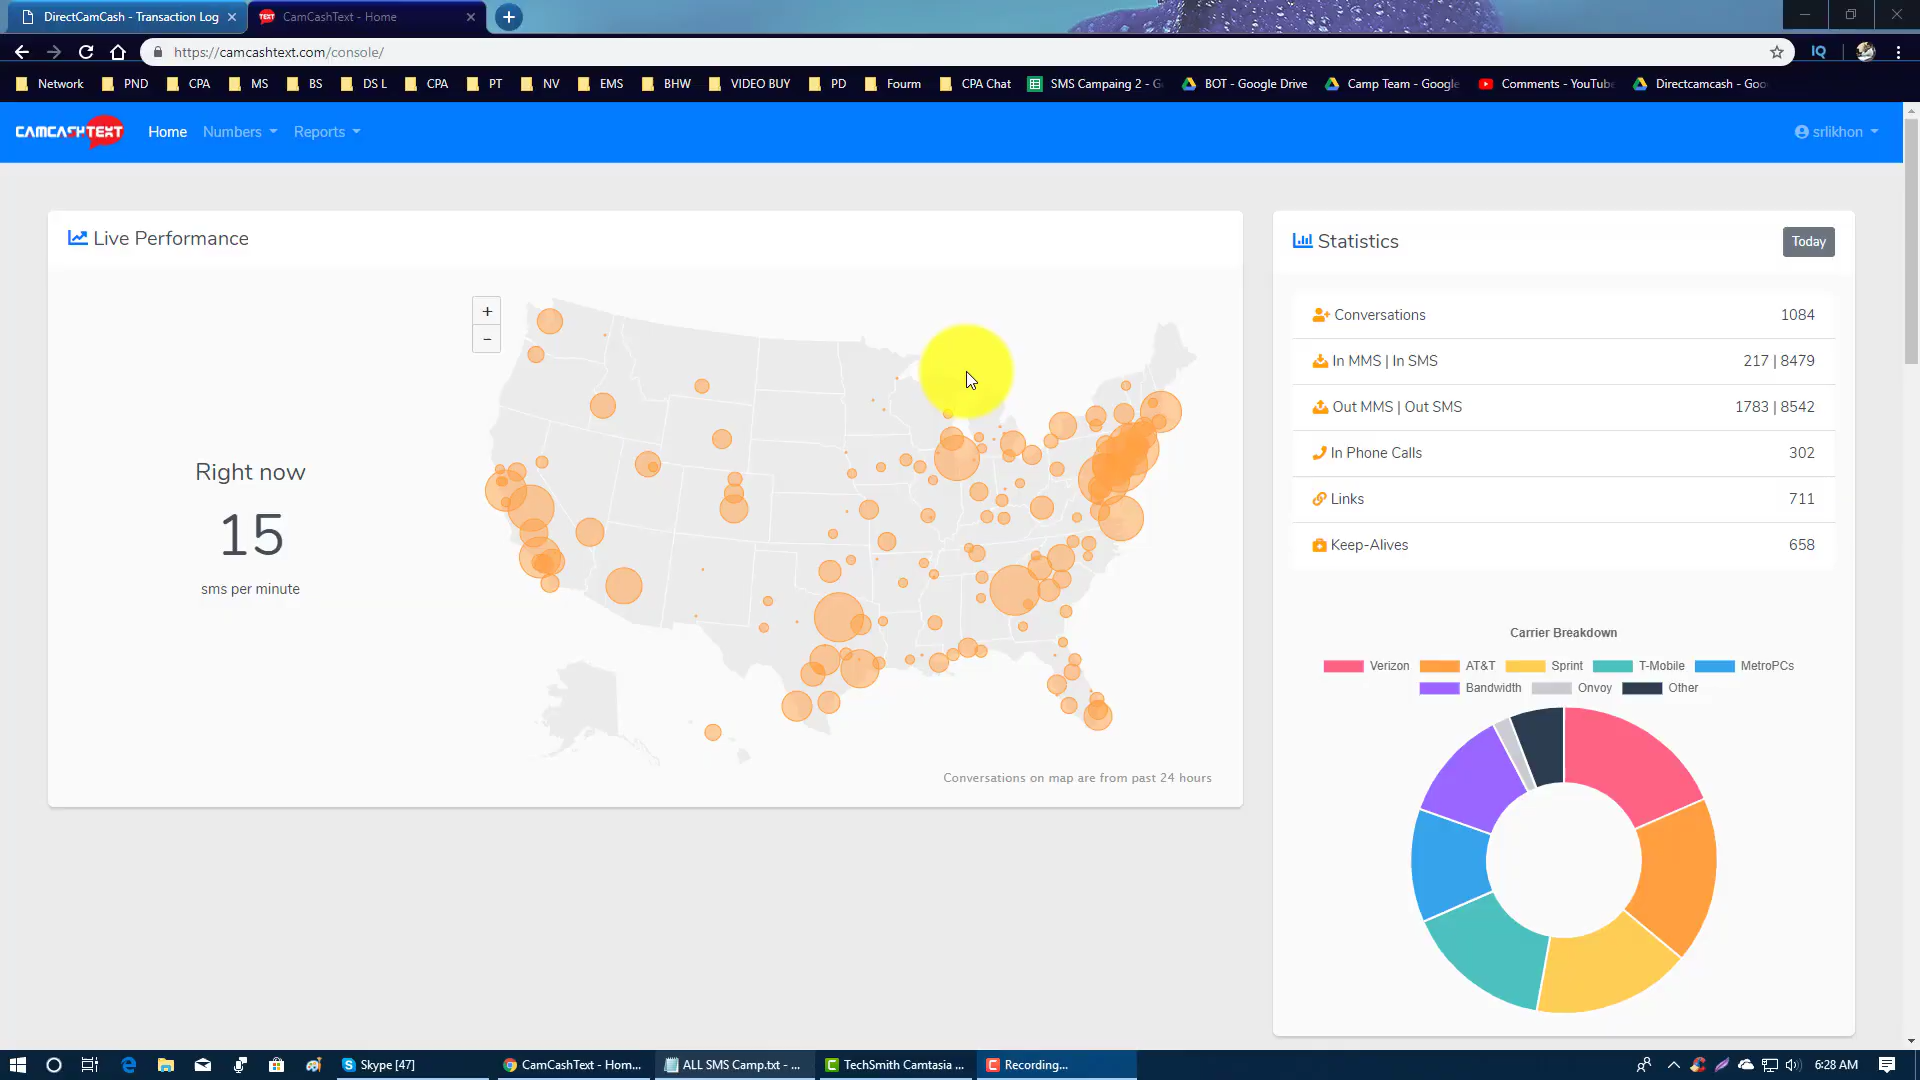 DirectCamCash - Transaction Log
CamCashText - Home
https://camcashtext.com/console/
IQ
Network
PND
CPA
MS
BS
DS L
CPA
PT
NV
EMS
BHW
VIDEO BUY
PD
Fourm
CPA Chat
SMS Campaing 2 - G
BOT - Google Drive
Camp Team - Google
Comments - YouTub
Directcamcash - Goo
CAMCASHTEXT
Home
Numbers
Reports
srlikhon
Live Performance
+
−
Right now
15
sms per minute
Conversations on map are from past 24 hours
Statistics
Today
Conversations 1084
In MMS | In SMS 217 | 8479
Out MMS | Out SMS 1783 | 8542
In Phone Calls 302
Links 711
Keep-Alives 658
Carrier Breakdown
Verizon AT&T Sprint T-Mobile MetroPCs
Bandwidth Onvoy Other
Skype [47]
CamCashText - Hom...
ALL SMS Camp.txt - ...
TechSmith Camtasia ...
Recording...
6:28 AM